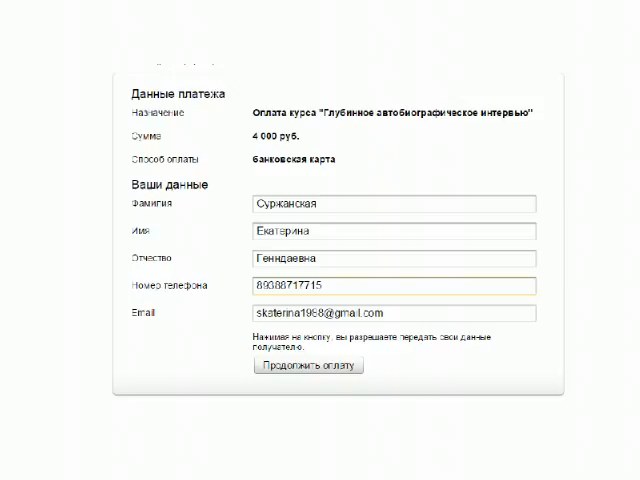 Данные платежа
Назначение Оплата курса "Глубинное автобиографическое интервью"
Сумма 4 000 руб.
Способ оплаты банковская карта
Ваши данные
Фамилия Суржанская
Имя Екатерина
Отчество Генндаевна
Номер телефона 89388717715
Email skaterina1988@gmail.com
Нажимая на кнопку, вы разрешаете передать свои данные
получателю.
Продолжить оплату